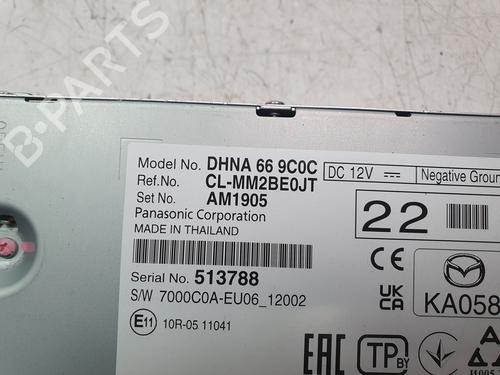 B-PARTS
Model No. DHNA 66 9C0C
DC 12V Negative Groun
Ref.No. CL-MM2BE0JT
Set No. AM1905
22
Panasonic Corporation
MADE IN THAILAND
Serial No. 513788
S/W 7000C0A-EU06_12002
UK
CA
KA058
E11 10R-05 11041
EAC
TP BY